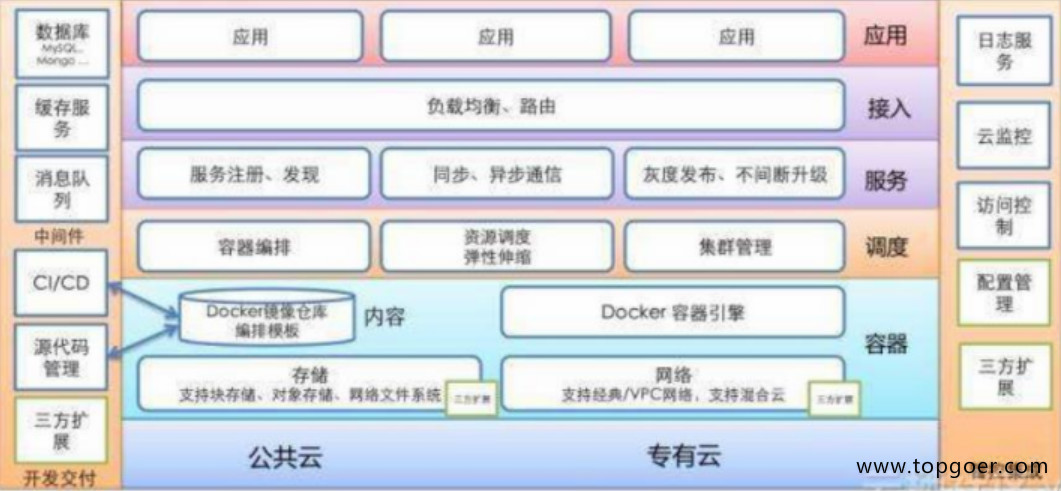 数据库
MySQL..
Mongo ...
缓存服
务
消息队
列
中间件
CI/CD
源代码
管理
三方扩
展
开发交付
应用
应用
应用
应用
负载均衡、路由
接入
服务注册、发现
同步、异步通信
灰度发布、不间断升级
服务
容器编排
资源调度
弹性伸缩
集群管理
调度
Docker镜像仓库
编排模板
内容
Docker 容器引擎
容器
存储
支持块存储、对象存储、网络文件系统
三方扩展
网络
支持经典/VPC网络，支持混合云
三方扩展
公共云
专有云
日志服
务
云监控
访问控
制
配置管
理
三方扩
展
www.topgoer.com